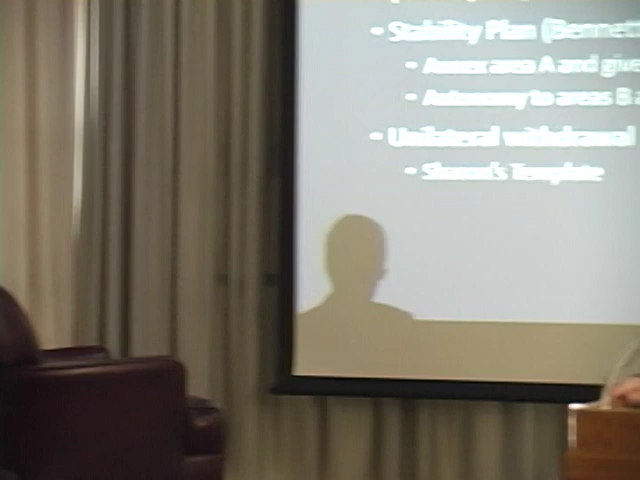 • Stability Plan (Bennett
• Annex area A and give
• Autonomy to areas B a
• Unilateral withdrawal
• Sharon's Template